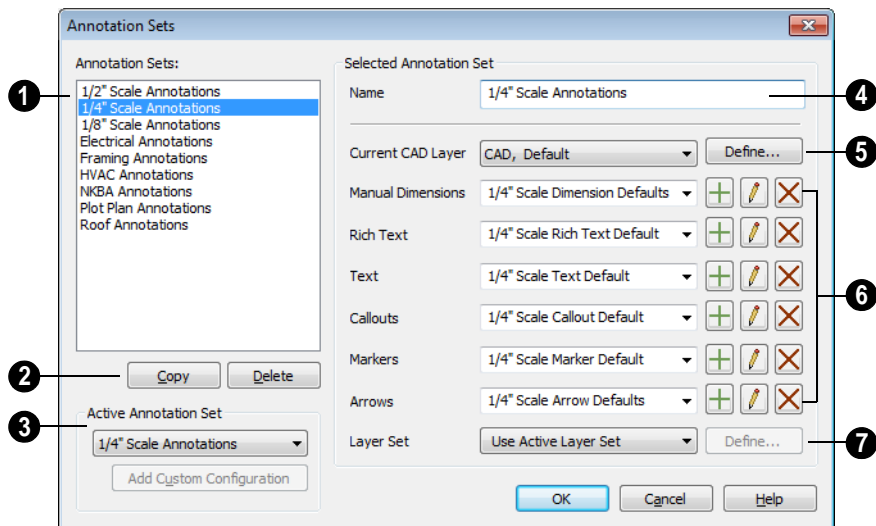 Annotation Sets
Annotation Sets:
1/2" Scale Annotations
1/4" Scale Annotations
1/8" Scale Annotations
Electrical Annotations
Framing Annotations
HVAC Annotations
NKBA Annotations
Plot Plan Annotations
Roof Annotations
1
Copy Delete
2
Active Annotation Set
3
1/4" Scale Annotations
Add Custom Configuration
Selected Annotation Set
Name 1/4" Scale Annotations
4
Current CAD Layer CAD, Default Define...
5
Manual Dimensions 1/4" Scale Dimension Defaults
Rich Text 1/4" Scale Rich Text Default
Text 1/4" Scale Text Default
6
Callouts 1/4" Scale Callout Default
Markers 1/4" Scale Marker Default
Arrows 1/4" Scale Arrow Defaults
Layer Set Use Active Layer Set Define...
7
OK Cancel Help